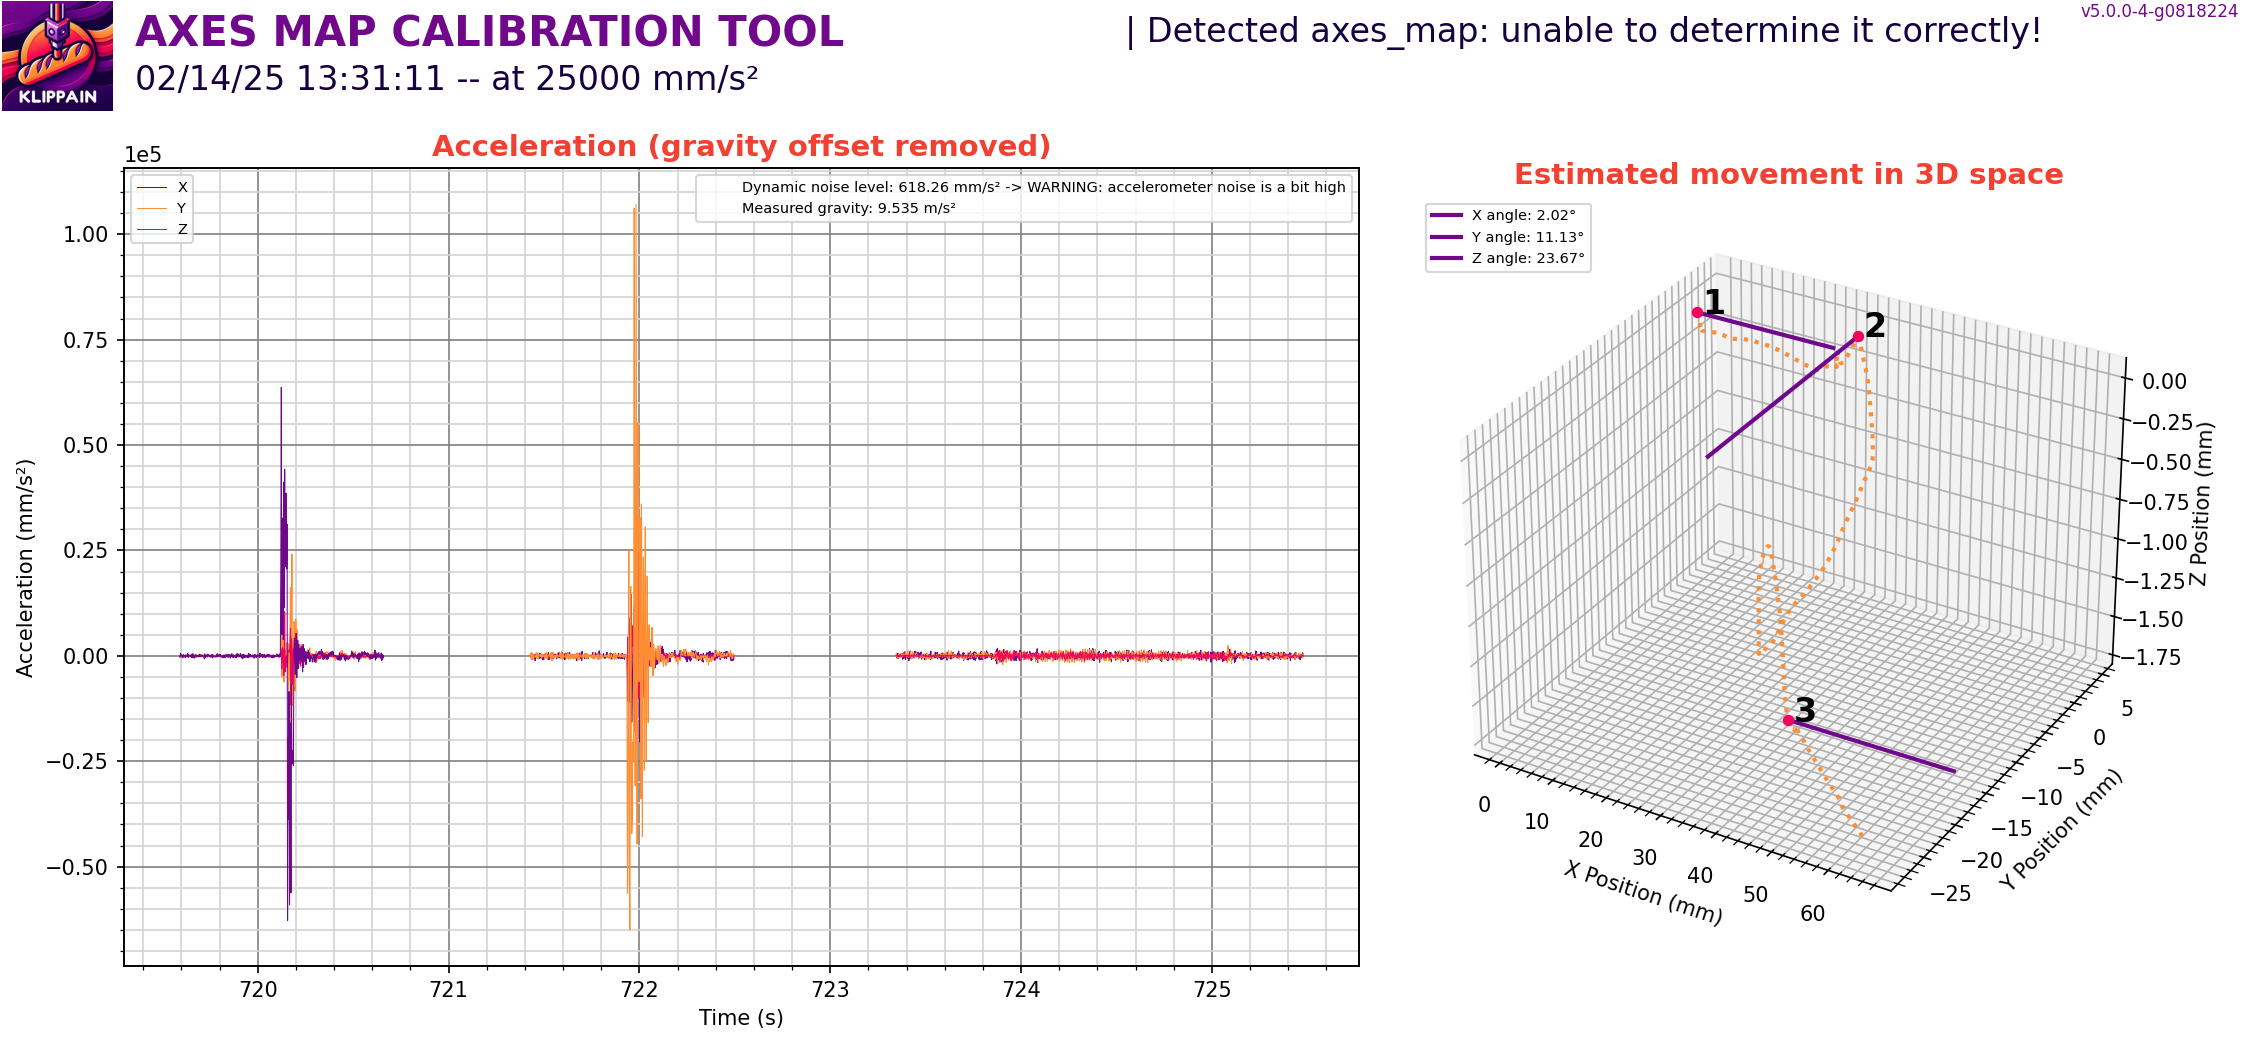 AXES MAP CALIBRATION TOOL
| Detected axes_map: unable to determine it correctly!
v5.0.0-4-g0818224
02/14/25 13:31:11 -- at 25000 mm/s²
KLIPPAIN
Acceleration (gravity offset removed)
1e5
X
Y
Z
Dynamic noise level: 618.26 mm/s² -> WARNING: accelerometer noise is a bit high
Measured gravity: 9.535 m/s²
1.00
0.75
0.50
0.25
0.00
−0.25
−0.50
Acceleration (mm/s²)
720
721
722
723
724
725
Time (s)
Estimated movement in 3D space
X angle: 2.02°
Y angle: 11.13°
Z angle: 23.67°
1
2
3
0.00
−0.25
−0.50
−0.75
−1.00
−1.25
−1.50
−1.75
Z Position (mm)
5
0
−5
−10
−15
−20
−25
Y Position (mm)
0
10
20
30
40
50
60
X Position (mm)